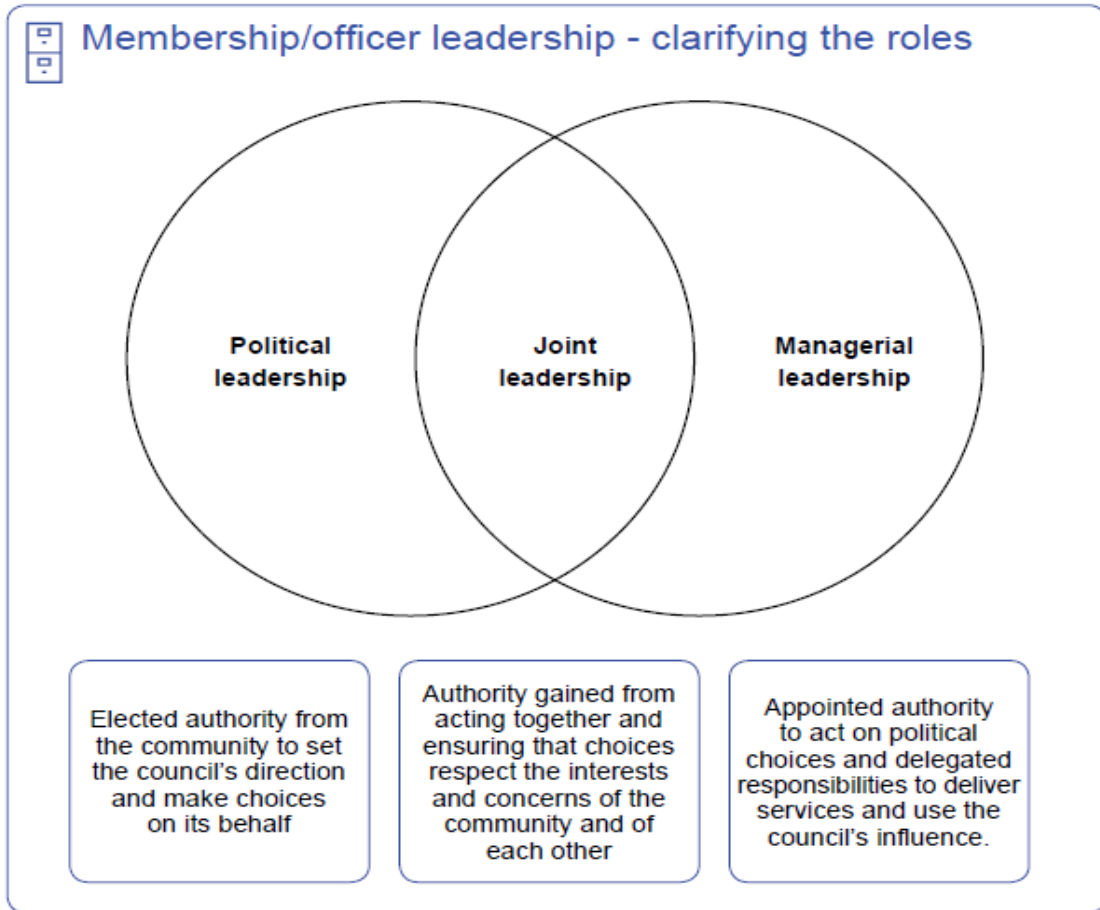 Membership/officer leadership - clarifying the roles
Political
leadership
Joint
leadership
Managerial
leadership
Elected authority from
the community to set
the council's direction
and make choices
on its behalf
Authority gained from
acting together and
ensuring that choices
respect the interests
and concerns of the
community and of
each other
Appointed authority
to act on political
choices and delegated
responsibilities to deliver
services and use the
council's influence.